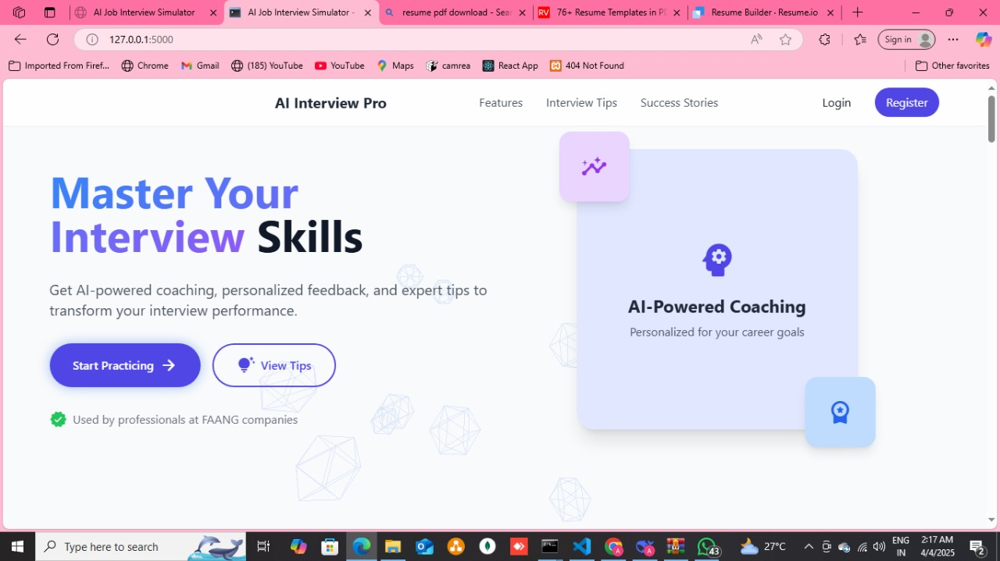 AI Job Interview Simulator
AI Job Interview Simulator -
resume pdf download - Sear
RV
76+ Resume Templates in PD
Resume Builder · Resume.io
127.0.0.1:5000
Sign in
Imported From Firef...
Chrome
Gmail
(185) YouTube
YouTube
Maps
camrea
React App
404 Not Found
Other favorites
AI Interview Pro
Features
Interview Tips
Success Stories
Login
Register
Master Your
Interview Skills
Get AI-powered coaching, personalized feedback, and expert tips to
transform your interview performance.
Start Practicing
View Tips
Used by professionals at FAANG companies
AI-Powered Coaching
Personalized for your career goals
Type here to search
43
27°C
ENG
IN
2:17 AM
4/4/2025
2